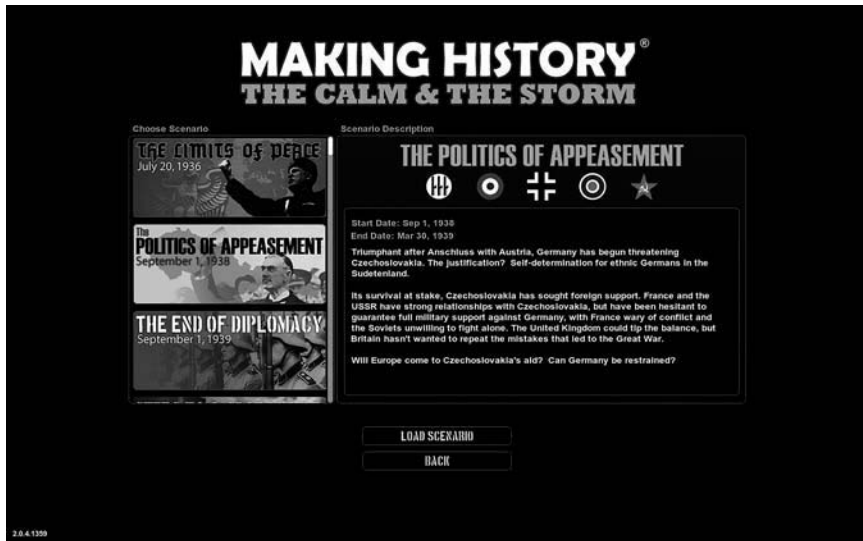 MAKING HISTORY®
THE CALM & THE STORM
Choose Scenario
THE LIMITS OF PEACE
July 20, 1936
The
POLITICS OF APPEASEMENT
September 1, 1938
THE END OF DIPLOMACY
September 1, 1939
Scenario Description
THE POLITICS OF APPEASEMENT
Start Date: Sep 1, 1938
End Date: Mar 30, 1939
Triumphant after Anschluss with Austria, Germany has begun threatening
Czechoslovakia. The justification? Self-determination for ethnic Germans in the
Sudetenland.
Its survival at stake, Czechoslovakia has sought foreign support. France and the
USSR have strong relationships with Czechoslovakia, but have been hesitant to
guarantee full military support against Germany, with France wary of conflict and
the Soviets unwilling to fight alone. The United Kingdom could tip the balance, but
Britain hasn't wanted to repeat the mistakes that led to the Great War.
Will Europe come to Czechoslovakia's aid? Can Germany be restrained?
LOAD SCENARIO
BACK
2.0.4.1359